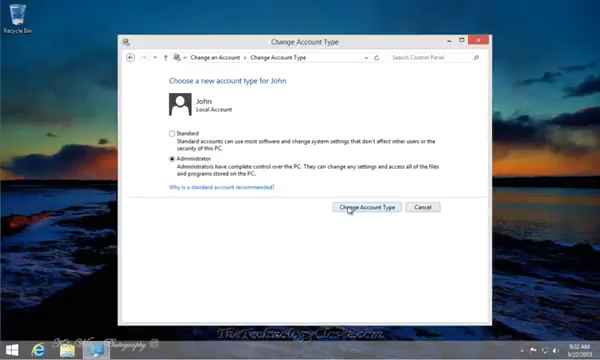 Recycle Bin
Change Account Type
« Change an Account › Change Account Type
Search Control Panel
Choose a new account type for John
John
Local Account
Standard
Standard accounts can use most software and change system settings that don't affect other users or the
security of this PC.
Administrator
Administrators have complete control over the PC. They can change any settings and access all of the files
and programs stored on the PC.
Why is a standard account recommended?
Change Account Type
Cancel
Photography ©
TheTechnologyClover.com
9:32 AM
9/22/2013